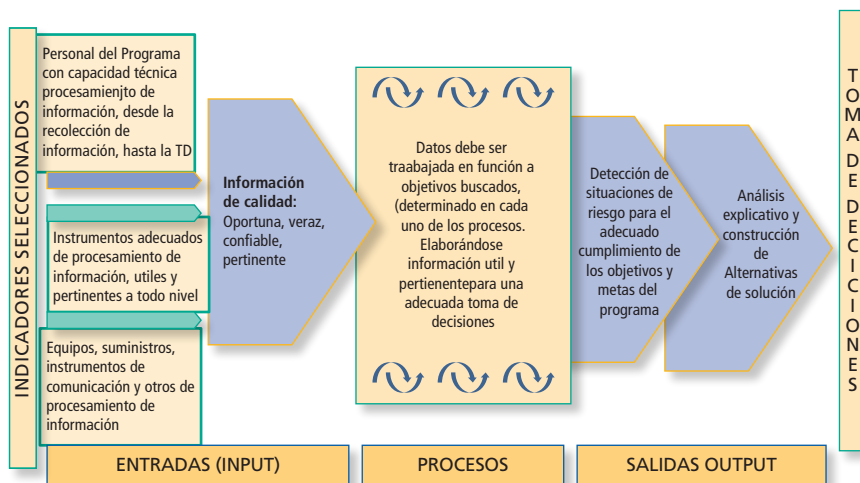 INDICADORES SELECCIONADOS
Personal del Programa
con capacidad técnica
procesamienjto de
información, desde la
recolección de
información, hasta la TD
Instrumentos adecuados
de procesamiento de
información, utiles y
pertinentes a todo nivel
Equipos, suministros,
instrumentos de
comunicación y otros de
procesamiento de
información
Información
de calidad:
Oportuna, veraz,
confiable,
pertinente
Datos debe ser
traabajada en función a
objetivos buscados,
(determinado en cada
uno de los procesos.
Elaborándose
información util y
pertienentepara una
adecuada toma de
decisiones
Detección de
situaciones de
riesgo para el
adecuado
cumplimiento de
los objetivos y
metas del
programa
Análisis
explicativo y
construcción
de
Alternativas
de solución
TOMA DE DECICIONES
ENTRADAS (INPUT)
PROCESOS
SALIDAS OUTPUT